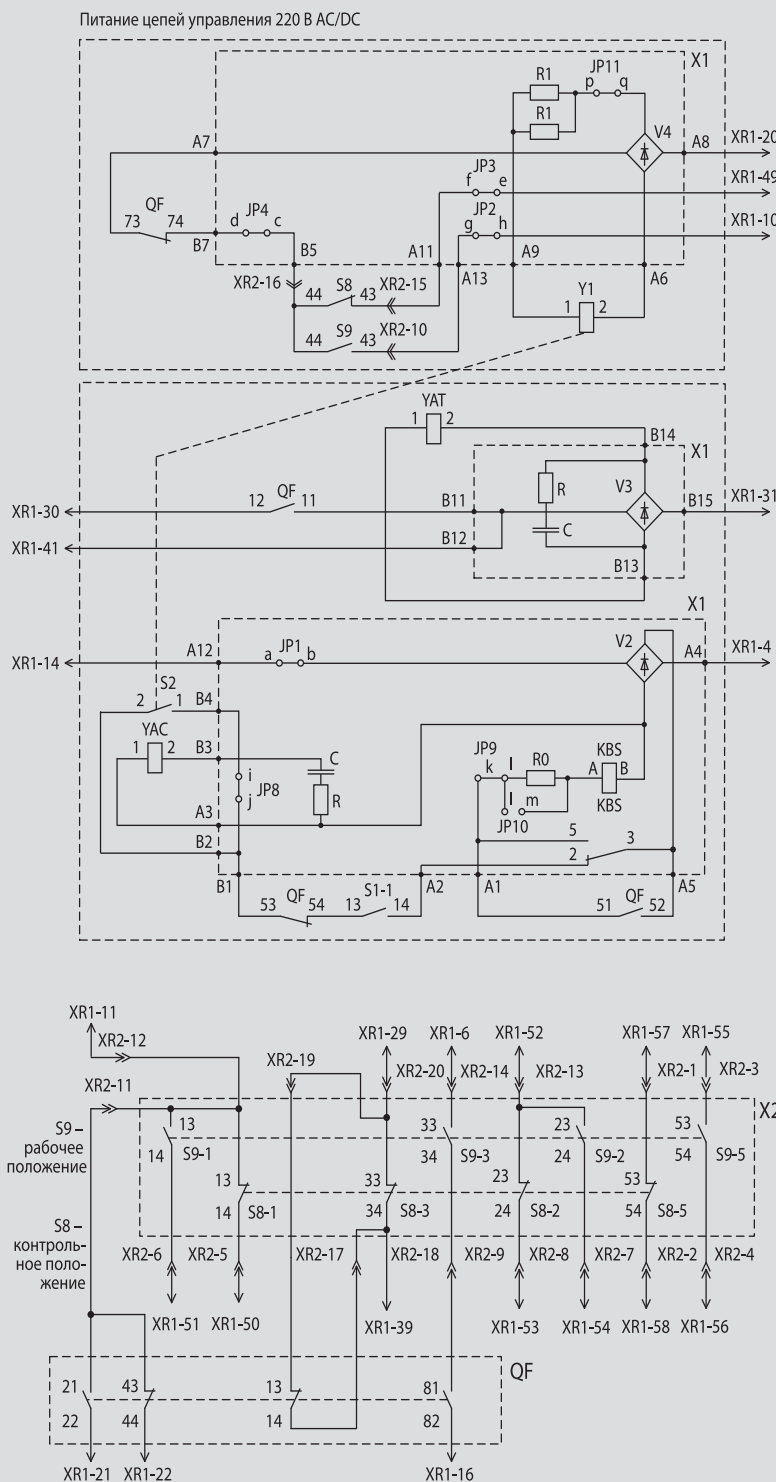 Питание цепей управления 220 В AC/DC
X1
R1
JP11
p q
R1
V4
A7
A8
XR1-20
JP3
f e
XR1-49
QF
73 74
JP4
d c
JP2
g h
XR1-10
B7
B5
A11
A13
A9
A6
XR2-16
44 S8 43
XR2-15
Y1
1 2
44 S9 43
XR2-10
YAT
1 2
B14
X1
R
V3
XR1-30
12 QF 11
B11
B15
XR1-31
C
XR1-41
B12
B13
X1
V2
XR1-14
A12
JP1
a b
A4
XR1-4
S2
2 1
B4
YAC
1 2
B3
C
JP9
k l
R0
KBS
A B
i
JP8
j
R
l m
KBS
A3
JP10
5
3
B2
2
B1
A2
A1
A5
QF
53 54
S1-1
13 14
QF
51 52
XR1-11
XR2-12
XR2-19
XR1-29
XR1-6
XR1-52
XR1-57
XR1-55
XR2-20
XR2-14
XR2-13
XR2-1
XR2-3
XR2-11
X2
S9 –
рабочее
положение
13
14
S9-1
33
34
S9-3
23
24
S9-2
53
54
S9-5
13
14
S8-1
33
34
S8-3
23
24
S8-2
53
54
S8-5
S8 –
контроль-
ное поло-
жение
XR2-6
XR2-5
XR2-17
XR2-18
XR2-9
XR2-8
XR2-7
XR2-2
XR2-4
XR1-51
XR1-50
XR1-39
XR1-53
XR1-54
XR1-58
XR1-56
QF
21
22
43
44
13
14
81
82
XR1-21
XR1-22
XR1-16